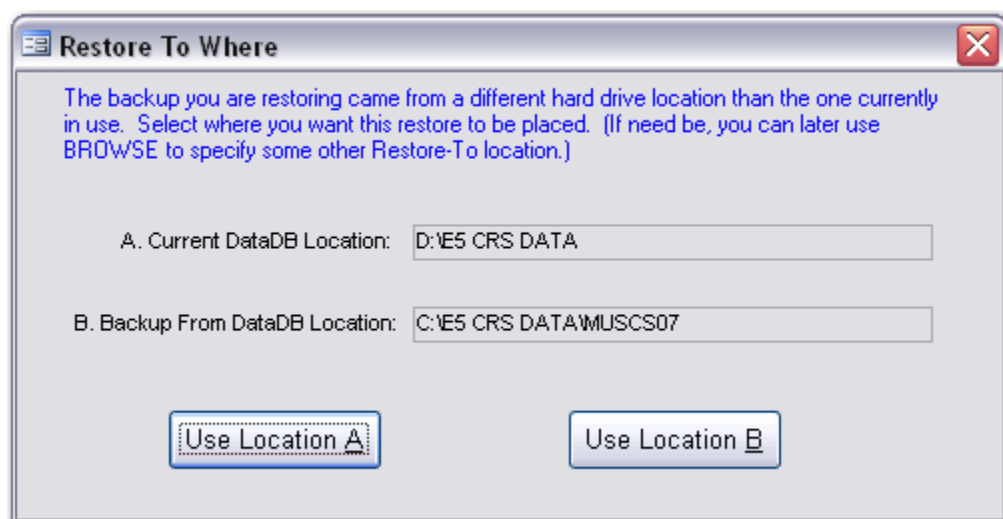 Restore To Where
The backup you are restoring came from a different hard drive location than the one currently
in use.  Select where you want this restore to be placed.  (If need be, you can later use
BROWSE to specify some other Restore-To location.)
A. Current DataDB Location: D:\E5 CRS DATA
B. Backup From DataDB Location: C:\E5 CRS DATA\MUSCS07
Use Location A Use Location B